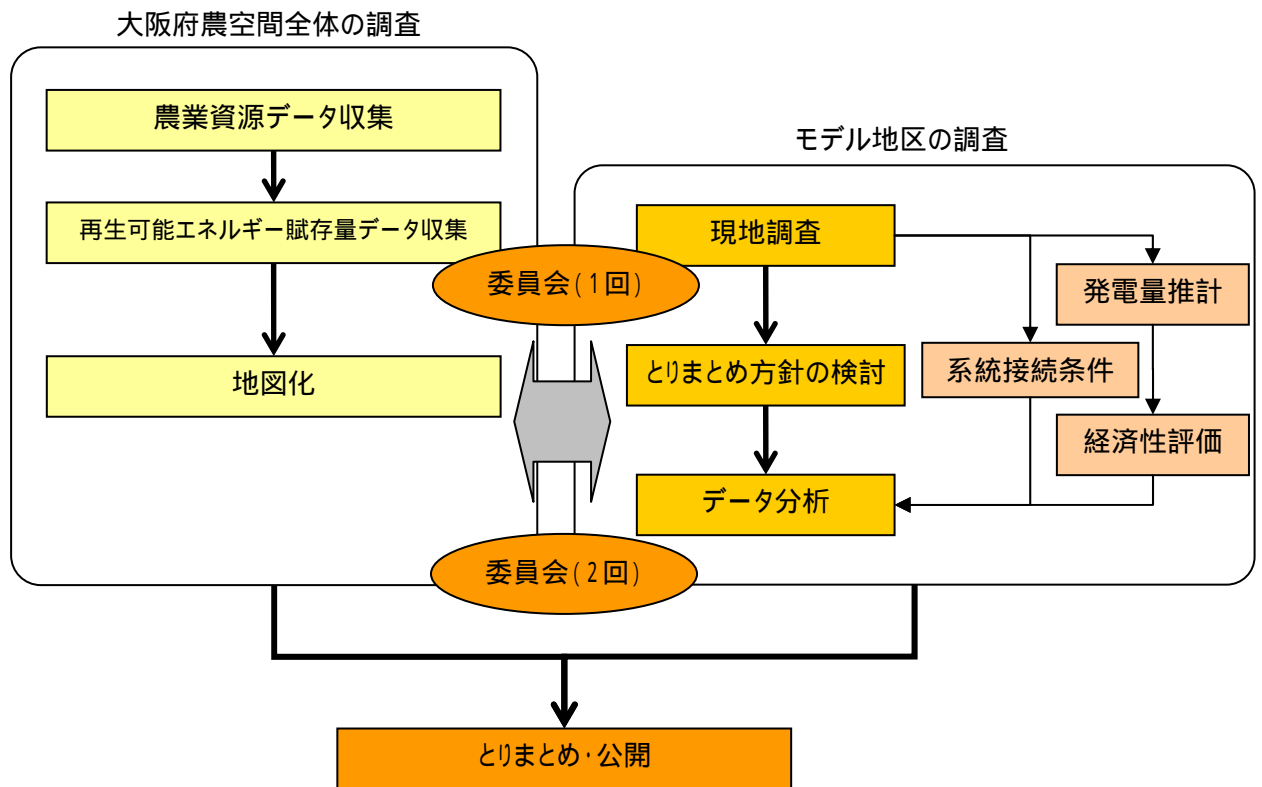 大阪府農空間全体の調査
農業資源データ収集
再生可能エネルギー賦存量データ収集
地図化
モデル地区の調査
現地調査
発電量推計
とりまとめ方針の検討
系統接続条件
経済性評価
データ分析
委員会(1回)
委員会(2回)
とりまとめ・公開